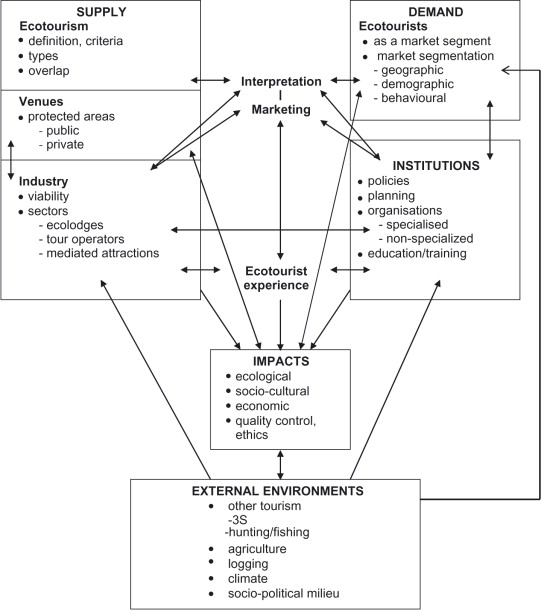 SUPPLY
Ecotourism
• definition, criteria
• types
• overlap
Venues
• protected areas
- public
- private
Industry
• viability
• sectors
- ecolodges
- tour operators
- mediated attractions
Interpretation
Marketing
Ecotourist
experience
DEMAND
Ecotourists
• as a market segment
• market segmentation
- geographic
- demographic
- behavioural
INSTITUTIONS
• policies
• planning
• organisations
- specialised
- non-specialized
• education/training
IMPACTS
• ecological
• socio-cultural
• economic
• quality control,
ethics
EXTERNAL ENVIRONMENTS
• other tourism
-3S
-hunting/fishing
• agriculture
• logging
• climate
• socio-political milieu